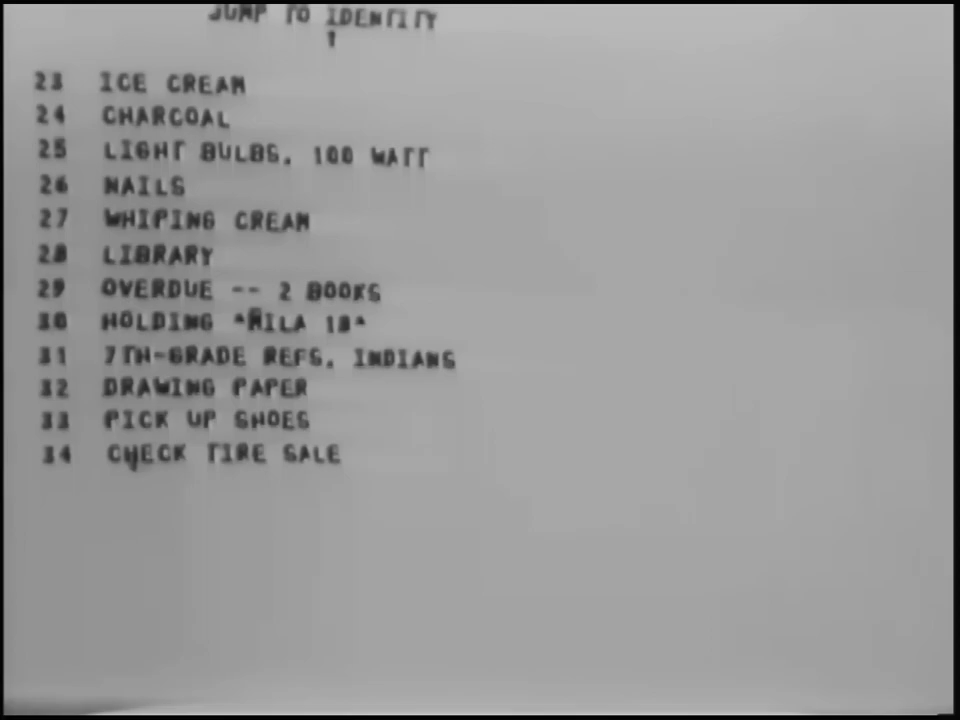 JUMP TO IDENTITY
23 ICE CREAM
24 CHARCOAL
25 LIGHT BULBS, 100 WATT
26 NAILS
27 WHIPING CREAM
28 LIBRARY
29 OVERDUE -- 2 BOOKS
30 HOLDING "MILA 18"
31 7TH-GRADE REFS, INDIANS
32 DRAWING PAPER
33 PICK UP SHOES
34 CHECK TIRE SALE